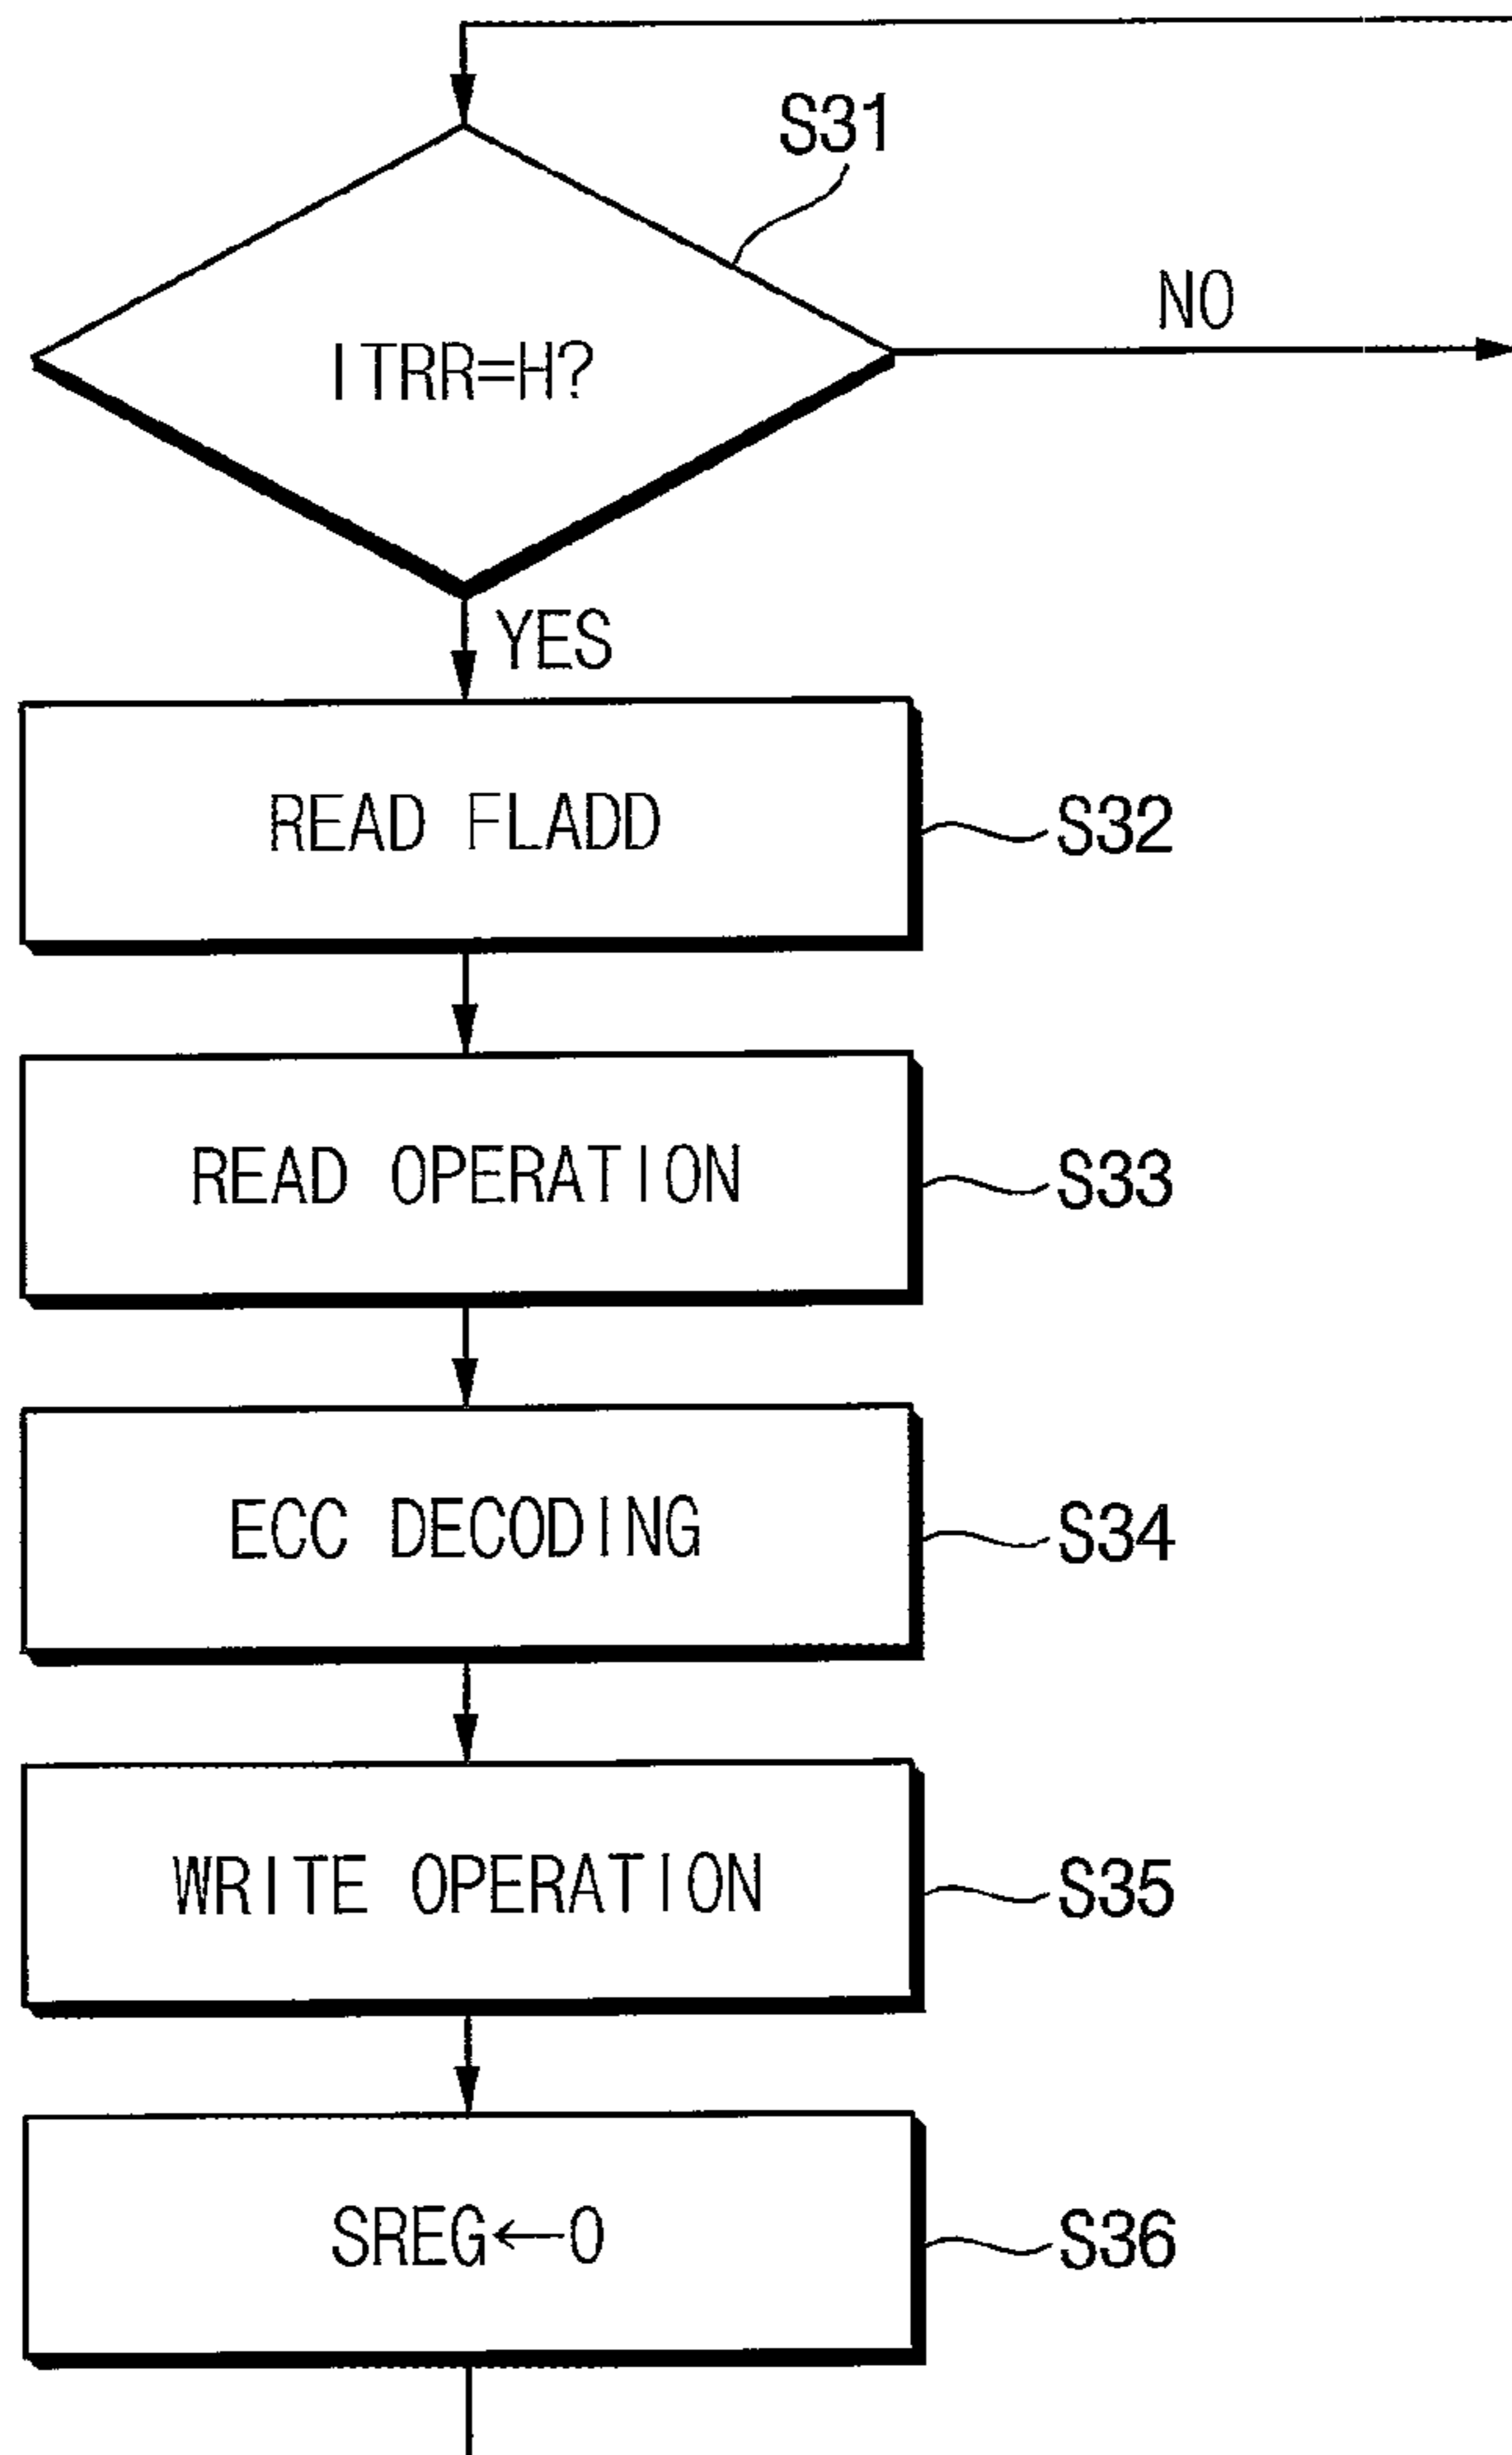 S31
ITRR=H?
NO
YES
READ FLADD
S32
READ OPERATION
S33
ECC DECODING
S34
WRITE OPERATION
S35
SREG←0
S36